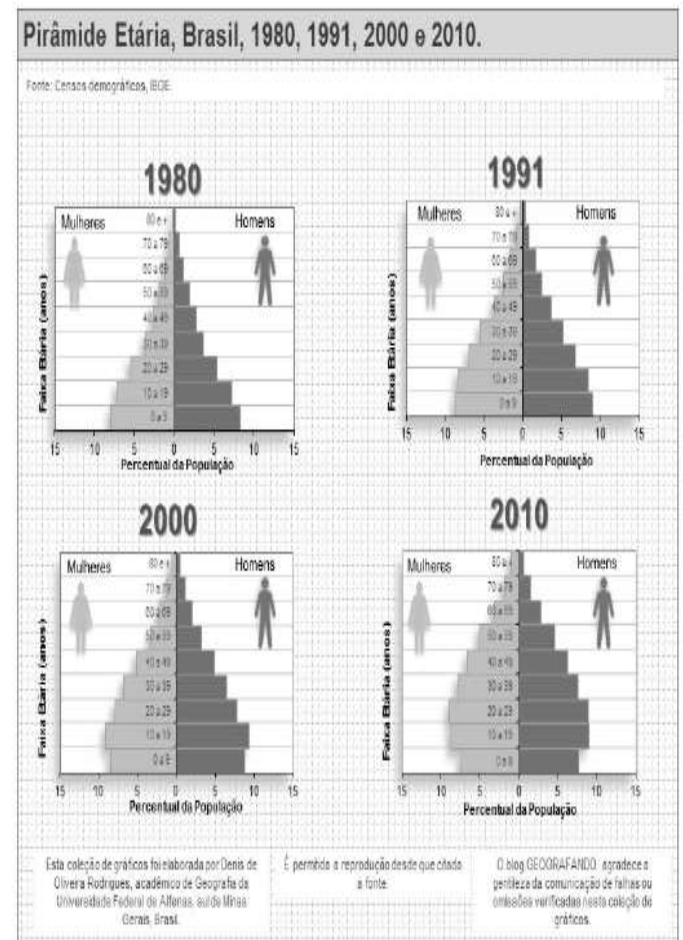 Pirâmide Etária, Brasil, 1980, 1991, 2000 e 2010.
Fonte: Censos demográficos, IBGE.
1980
Mulheres
Homens
80 e +
70 a 79
60 a 69
50 a 59
40 a 49
30 a 39
20 a 29
10 a 19
0 a 9
Faixa Etária (anos)
15 10 5 0 5 10 15
Percentual da População
1991
Mulheres
Homens
80 e +
70 a 79
60 a 69
50 a 59
40 a 49
30 a 39
20 a 29
10 a 19
0 a 9
Faixa Etária (anos)
15 10 5 0 5 10 15
Percentual da População
2000
Mulheres
Homens
80 e +
70 a 79
60 a 69
50 a 59
40 a 49
30 a 39
20 a 29
10 a 19
0 a 9
Faixa Etária (anos)
15 10 5 0 5 10 15
Percentual da População
2010
Mulheres
Homens
80 e +
70 a 79
60 a 69
50 a 59
40 a 49
30 a 39
20 a 29
10 a 19
0 a 9
Faixa Etária (anos)
15 10 5 0 5 10 15
Percentual da População
Esta coleção de gráficos foi elaborada por Denis de
Oliveira Rodrigues, acadêmico de Geografia da
Universidade Federal de Alfenas, sul de Minas
Gerais, Brasil.
É permitida a reprodução desde que citada
a fonte.
O blog GEOGRAFANDO agradece a
gentileza da comunicação de falhas ou
omissões verificadas nesta coleção de
gráficos.